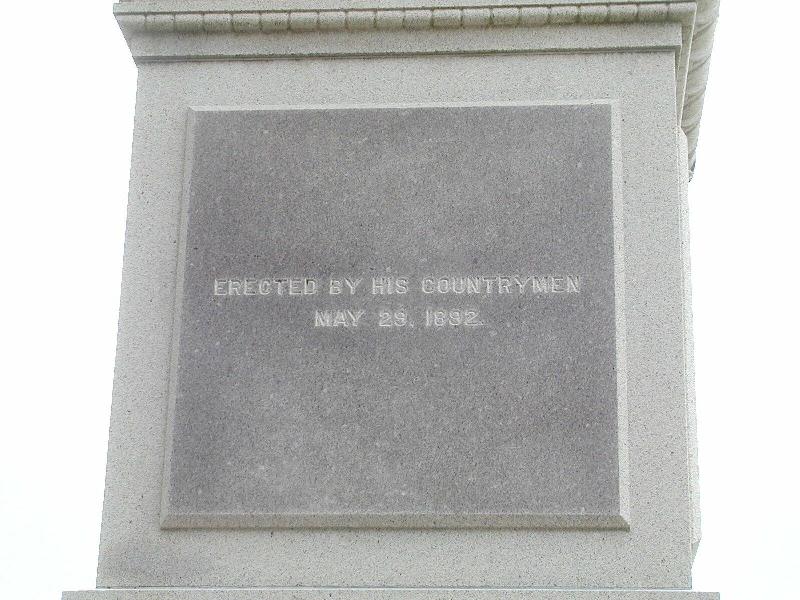 ERECTED BY HIS COUNTRYMEN
MAY 29, 1892.